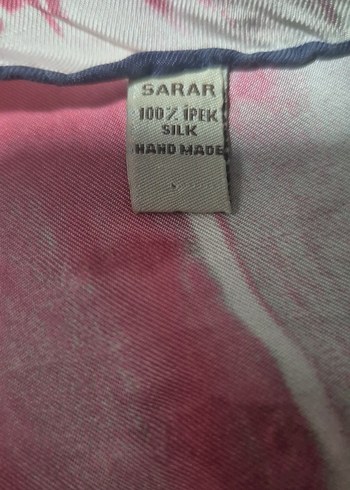 SARAR
100% İPEK
SILK
HAND MADE